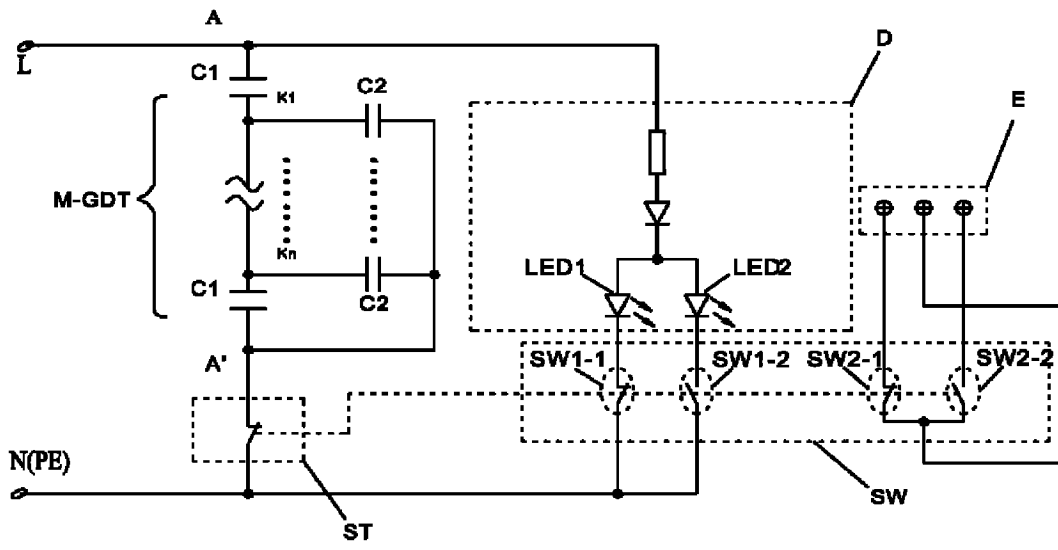 A
D
L
C1
C2
K1
E
M-GDT
Kn
C1
C2
LED1
LED2
A'
SW1-1
SW1-2
SW2-1
SW2-2
N(PE)
SW
ST